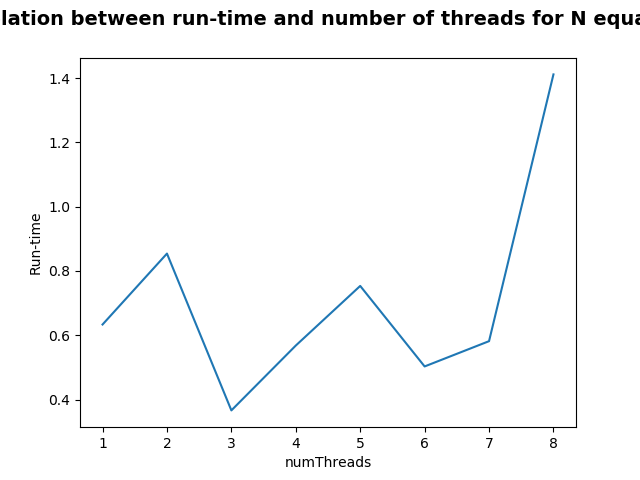 lation between run-time and number of threads for N equa
1.4
1.2
1.0
0.8
0.6
0.4
Run-time
1 2 3 4 5 6 7 8
numThreads